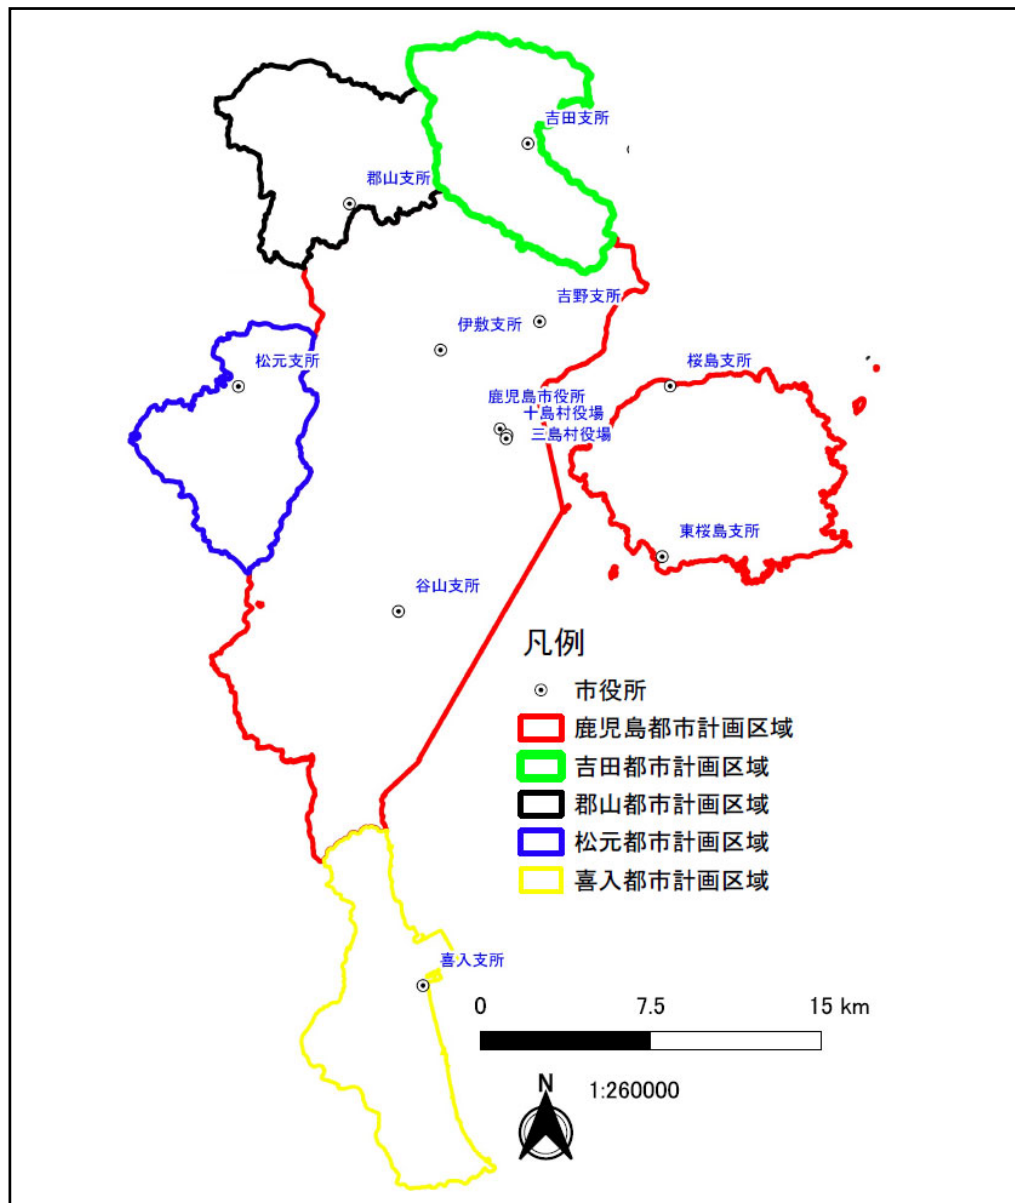 吉田支所
郡山支所
吉野支所
伊敷支所
松元支所
桜島支所
鹿児島市役所
十島村役場
三島村役場
東桜島支所
谷山支所
凡例
市役所
鹿児島都市計画区域
吉田都市計画区域
郡山都市計画区域
松元都市計画区域
喜入都市計画区域
喜入支所
0 7.5 15 km
N
1:260000